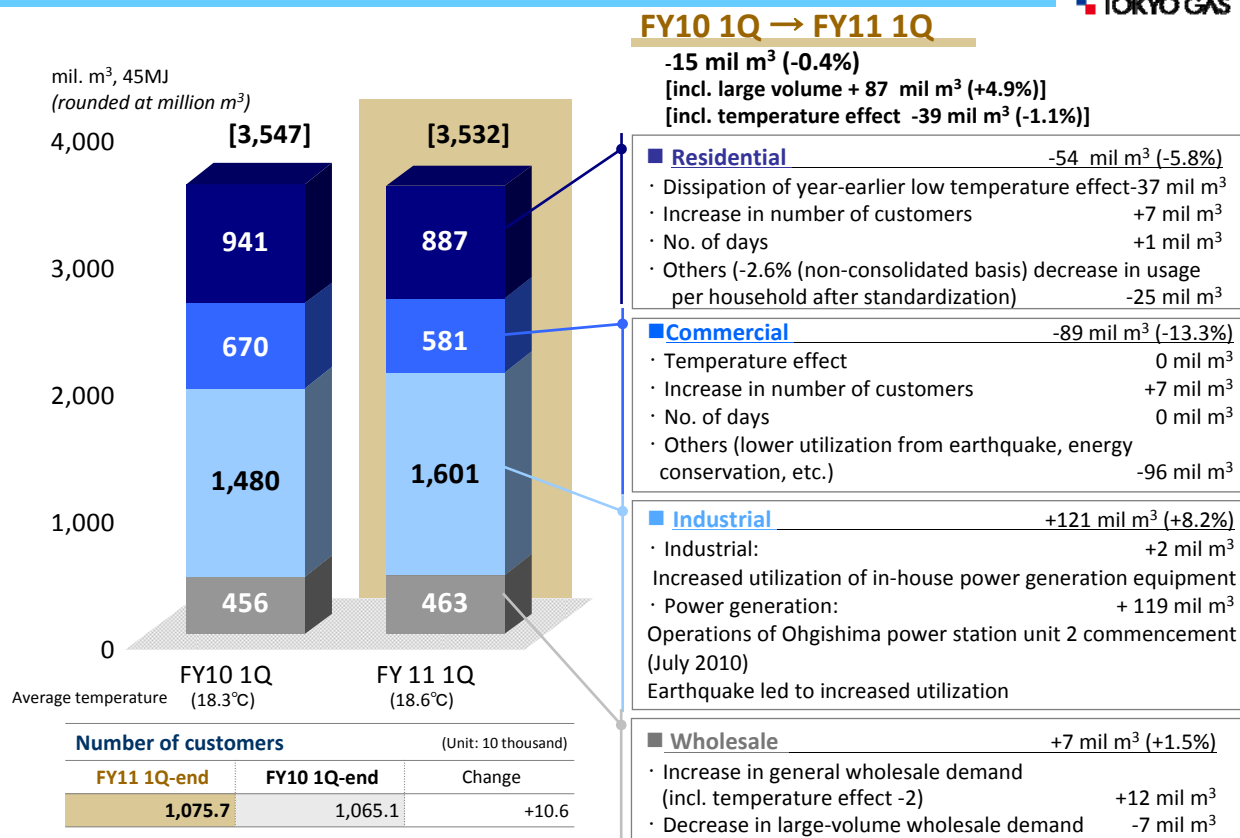 TOKYO GAS
FY10 1Q → FY11 1Q
-15 mil m³ (-0.4%)
[incl. large volume + 87 mil m³ (+4.9%)]
[incl. temperature effect -39 mil m³ (-1.1%)]
mil. m³, 45MJ
(rounded at million m³)
4,000
3,000
2,000
1,000
0
[3,547]
[3,532]
941
887
670
581
1,480
1,601
456
463
FY10 1Q
FY 11 1Q
Average temperature (18.3℃) (18.6℃)
Number of customers (Unit: 10 thousand)
FY11 1Q-end FY10 1Q-end Change
1,075.7 1,065.1 +10.6
■ Residential -54 mil m³ (-5.8%)
· Dissipation of year-earlier low temperature effect-37 mil m³
· Increase in number of customers +7 mil m³
· No. of days +1 mil m³
· Others (-2.6% (non-consolidated basis) decrease in usage
per household after standardization) -25 mil m³
■Commercial -89 mil m³ (-13.3%)
· Temperature effect 0 mil m³
· Increase in number of customers +7 mil m³
· No. of days 0 mil m³
· Others (lower utilization from earthquake, energy
conservation, etc.) -96 mil m³
■ Industrial +121 mil m³ (+8.2%)
· Industrial: +2 mil m³
Increased utilization of in-house power generation equipment
· Power generation: + 119 mil m³
Operations of Ohgishima power station unit 2 commencement
(July 2010)
Earthquake led to increased utilization
■ Wholesale +7 mil m³ (+1.5%)
· Increase in general wholesale demand
(incl. temperature effect -2) +12 mil m³
· Decrease in large-volume wholesale demand -7 mil m³